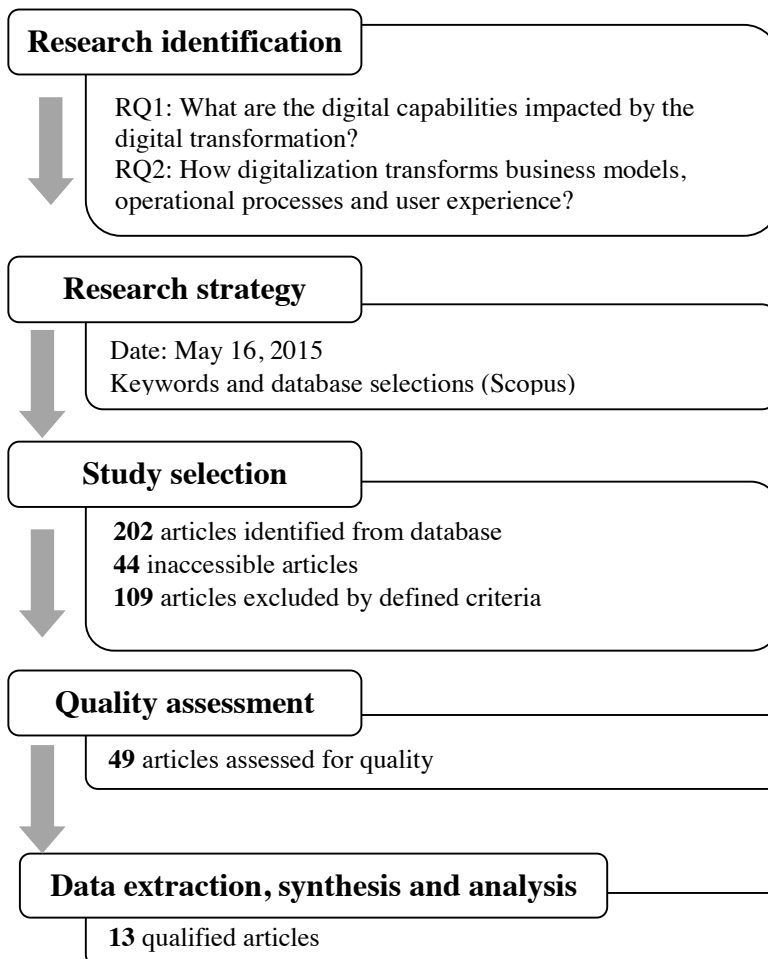 Research identification
RQ1: What are the digital capabilities impacted by the
digital transformation?
RQ2: How digitalization transforms business models,
operational processes and user experience?
Research strategy
Date: May 16, 2015
Keywords and database selections (Scopus)
Study selection
202 articles identified from database
44 inaccessible articles
109 articles excluded by defined criteria
Quality assessment
49 articles assessed for quality
Data extraction, synthesis and analysis
13 qualified articles